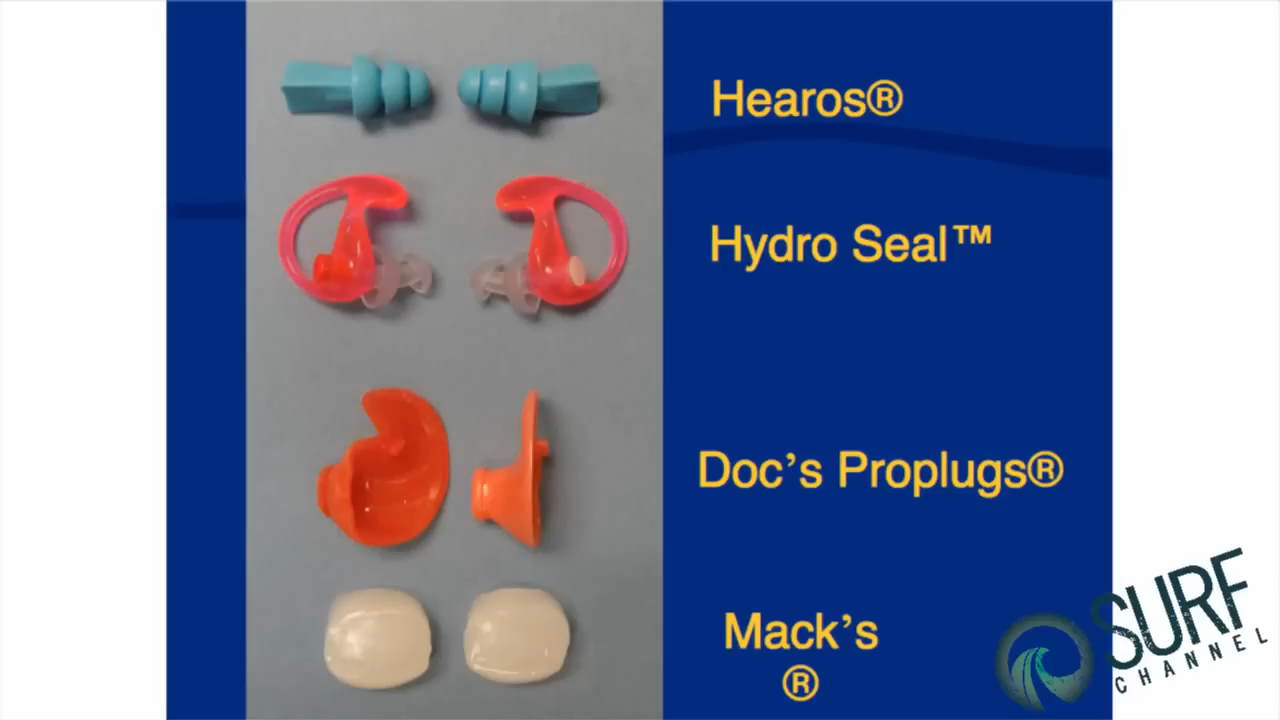 Hearos®
Hydro Seal™
Doc's Proplugs®
Mack's
®
SURF
CHANNEL